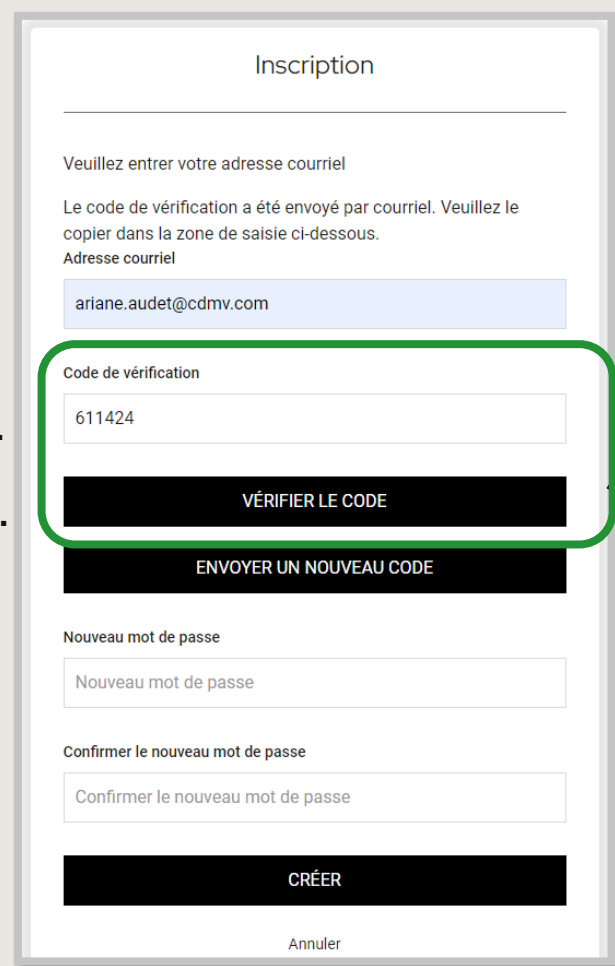 Inscription
Veuillez entrer votre adresse courriel
Le code de vérification a été envoyé par courriel. Veuillez le
copier dans la zone de saisie ci-dessous.
Adresse courriel
ariane.audet@cdmv.com
Code de vérification
611424
VÉRIFIER LE CODE
ENVOYER UN NOUVEAU CODE
Nouveau mot de passe
Nouveau mot de passe
Confirmer le nouveau mot de passe
Confirmer le nouveau mot de passe
CRÉER
Annuler